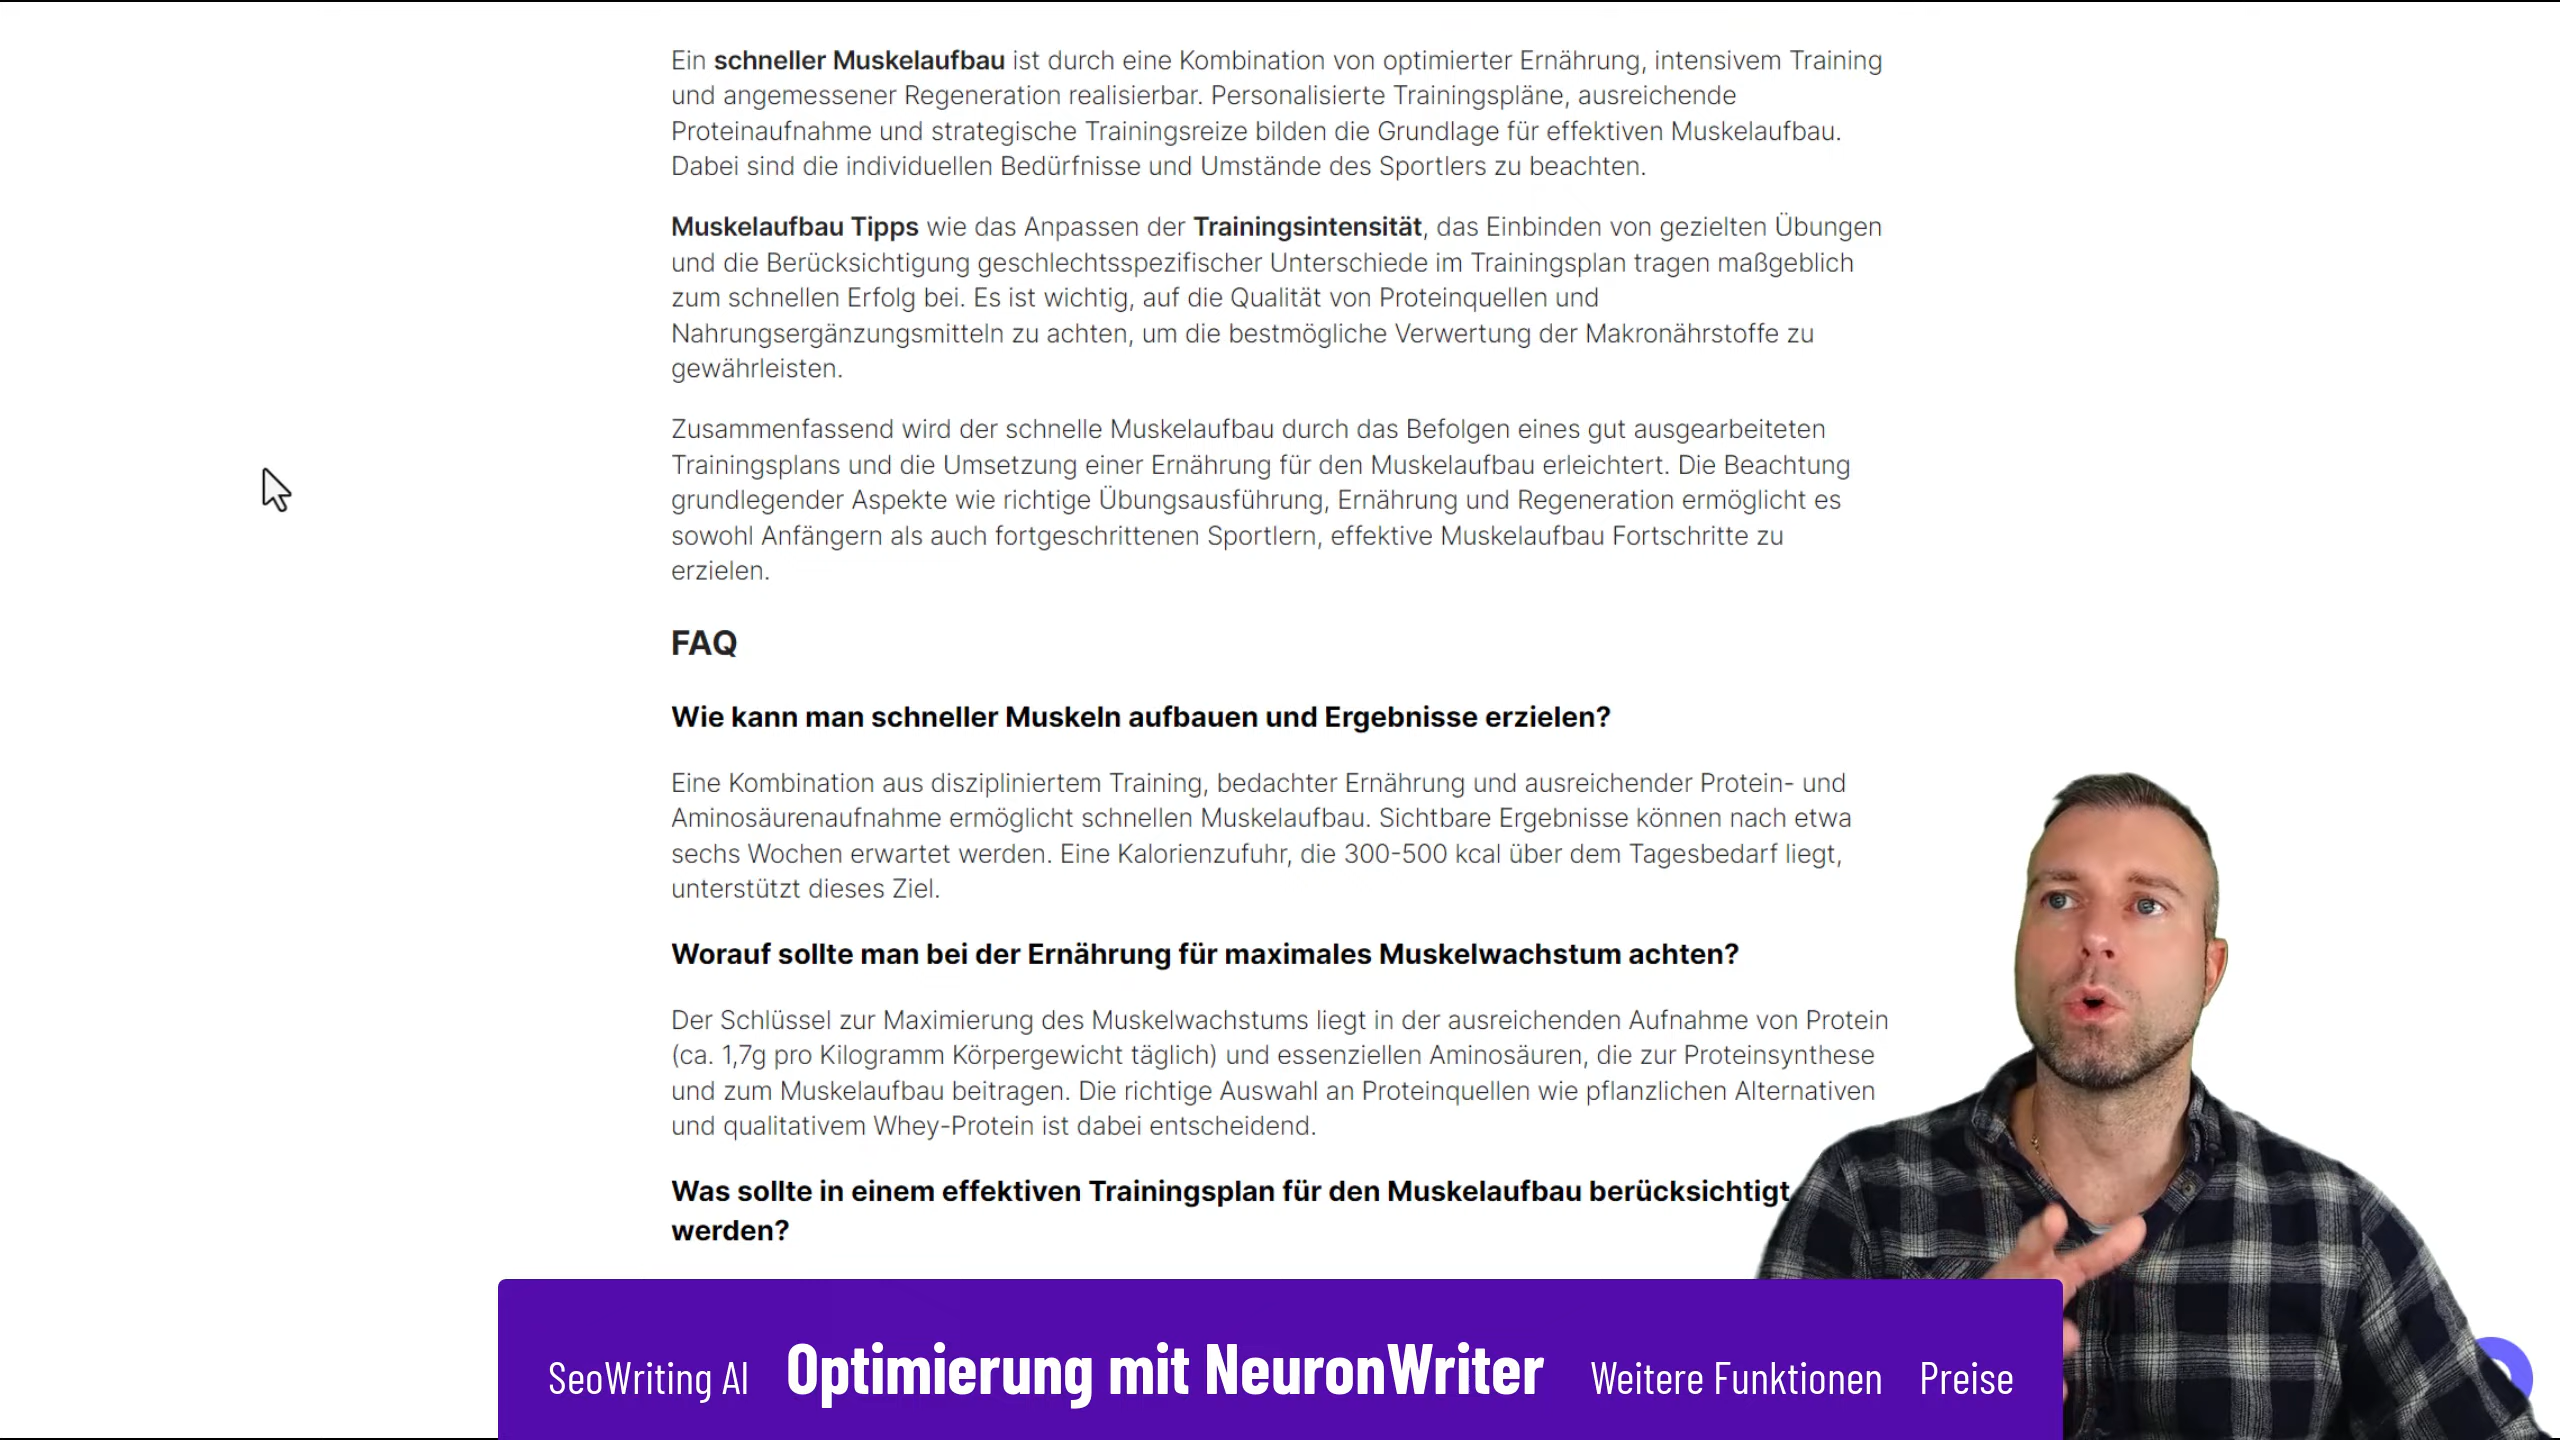 Ein schneller Muskelaufbau ist durch eine Kombination von optimierter Ernährung, intensivem Training
und angemessener Regeneration realisierbar. Personalisierte Trainingspläne, ausreichende
Proteinaufnahme und strategische Trainingsreize bilden die Grundlage für effektiven Muskelaufbau.
Dabei sind die individuellen Bedürfnisse und Umstände des Sportlers zu beachten.
Muskelaufbau Tipps wie das Anpassen der Trainingsintensität, das Einbinden von gezielten Übungen
und die Berücksichtigung geschlechtsspezifischer Unterschiede im Trainingsplan tragen maßgeblich
zum schnellen Erfolg bei. Es ist wichtig, auf die Qualität von Proteinquellen und
Nahrungsergänzungsmitteln zu achten, um die bestmögliche Verwertung der Makronährstoffe zu
gewährleisten.
Zusammenfassend wird der schnelle Muskelaufbau durch das Befolgen eines gut ausgearbeiteten
Trainingsplans und die Umsetzung einer Ernährung für den Muskelaufbau erleichtert. Die Beachtung
grundlegender Aspekte wie richtige Übungsausführung, Ernährung und Regeneration ermöglicht es
sowohl Anfängern als auch fortgeschrittenen Sportlern, effektive Muskelaufbau Fortschritte zu
erzielen.
FAQ
Wie kann man schneller Muskeln aufbauen und Ergebnisse erzielen?
Eine Kombination aus diszipliniertem Training, bedachter Ernährung und ausreichender Protein- und
Aminosäurenaufnahme ermöglicht schnellen Muskelaufbau. Sichtbare Ergebnisse können nach etwa
sechs Wochen erwartet werden. Eine Kalorienzufuhr, die 300-500 kcal über dem Tagesbedarf liegt,
unterstützt dieses Ziel.
Worauf sollte man bei der Ernährung für maximales Muskelwachstum achten?
Der Schlüssel zur Maximierung des Muskelwachstums liegt in der ausreichenden Aufnahme von Protein
(ca. 1,7g pro Kilogramm Körpergewicht täglich) und essenziellen Aminosäuren, die zur Proteinsynthese
und zum Muskelaufbau beitragen. Die richtige Auswahl an Proteinquellen wie pflanzlichen Alternativen
und qualitativem Whey-Protein ist dabei entscheidend.
Was sollte in einem effektiven Trainingsplan für den Muskelaufbau berücksichtigt
werden?
SeoWriting AI Optimierung mit NeuronWriter Weitere Funktionen Preise